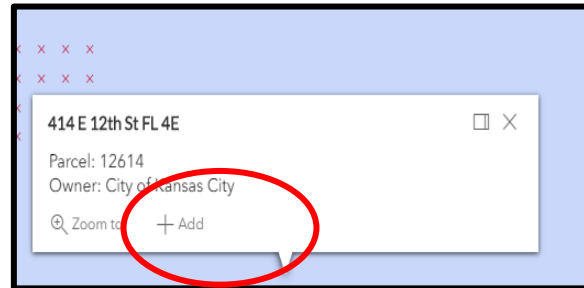 414 E 12th St FL 4E
Parcel: 12614
Owner: City of Kansas City
Zoom to
Add